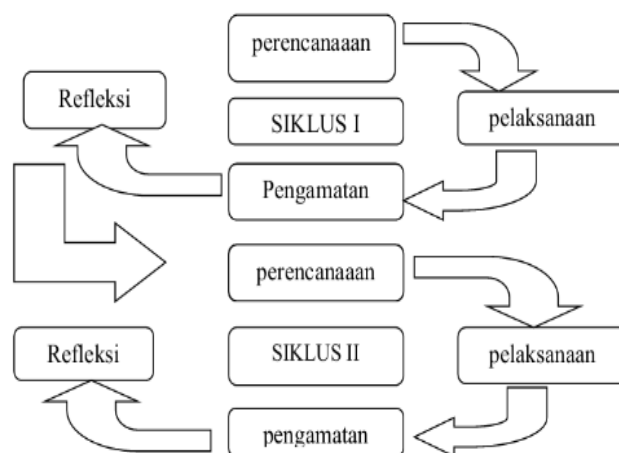 perencanaaan
Refleksi
SIKLUS I
pelaksanaan
Pengamatan
perencanaaan
Refleksi
SIKLUS II
pelaksanaan
pengamatan